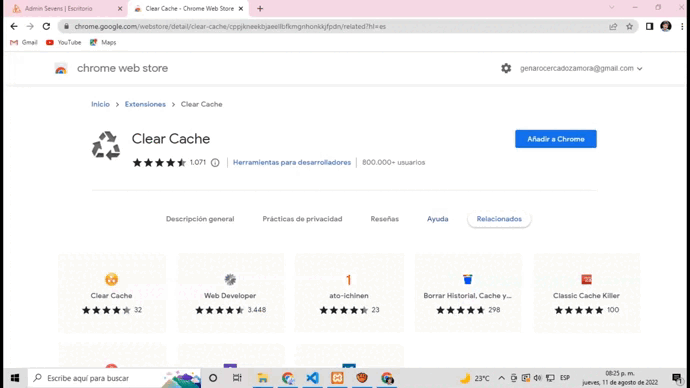 Admin Sevens | Escritorio
Clear Cache - Chrome Web Store
chrome.google.com/webstore/detail/clear-cache/cppjkneekbjaeellbfkmgnhonkkjfpdn/related?hl=es
Gmail YouTube Maps
chrome web store
genarocercadozamora@gmail.com
Inicio > Extensiones > Clear Cache
Clear Cache
Añadir a Chrome
1.071
Herramientas para desarrolladores
800.000+ usuarios
Descripción general Prácticas de privacidad Reseñas Ayuda Relacionados
Clear Cache Web Developer ato-ichinen Borrar Historial, Cache y... Classic Cache Killer
32 3.448 23 298 100
Escribe aquí para buscar
23°C
ESP
08:25 p. m.
jueves, 11 de agosto de 2022